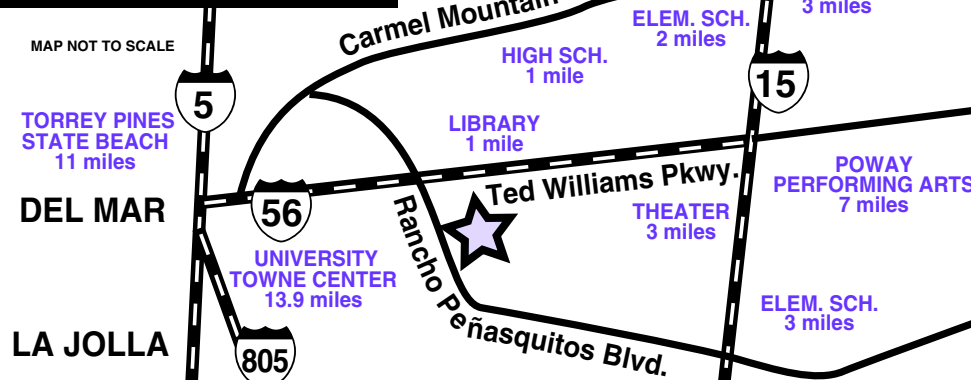 Carmel Mountain
ELEM. SCH.
2 miles
3 miles
MAP NOT TO SCALE
HIGH SCH.
1 mile
5
15
TORREY PINES
STATE BEACH
11 miles
LIBRARY
1 mile
POWAY
PERFORMING ARTS
7 miles
Ted Williams Pkwy.
DEL MAR
56
THEATER
3 miles
Rancho Peñasquitos Blvd.
UNIVERSITY
TOWNE CENTER
13.9 miles
ELEM. SCH.
3 miles
LA JOLLA
805